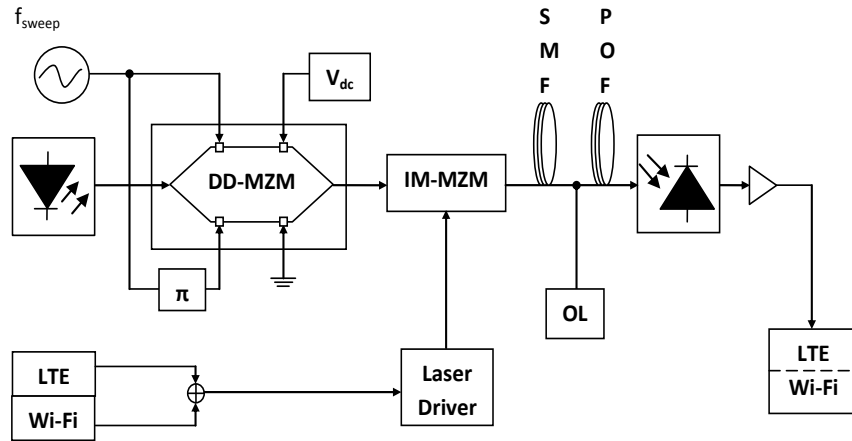 f_sweep
S
M
F
P
O
F
V_dc
DD-MZM
IM-MZM
π
OL
LTE
Wi-Fi
Laser
Driver
LTE
Wi-Fi